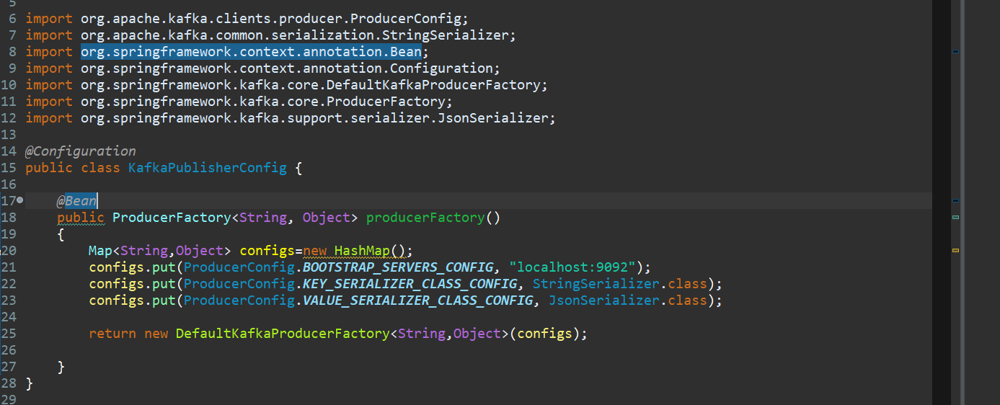 5
6 import org.apache.kafka.clients.producer.ProducerConfig;
7 import org.apache.kafka.common.serialization.StringSerializer;
8 import org.springframework.context.annotation.Bean;
9 import org.springframework.context.annotation.Configuration;
10 import org.springframework.kafka.core.DefaultKafkaProducerFactory;
11 import org.springframework.kafka.core.ProducerFactory;
12 import org.springframework.kafka.support.serializer.JsonSerializer;
13
14 @Configuration
15 public class KafkaPublisherConfig {
16
17 @Bean
18 public ProducerFactory<String, Object> producerFactory()
19 {
20 Map<String,Object> configs=new HashMap();
21 configs.put(ProducerConfig.BOOTSTRAP_SERVERS_CONFIG, "localhost:9092");
22 configs.put(ProducerConfig.KEY_SERIALIZER_CLASS_CONFIG, StringSerializer.class);
23 configs.put(ProducerConfig.VALUE_SERIALIZER_CLASS_CONFIG, JsonSerializer.class);
24
25 return new DefaultKafkaProducerFactory<String,Object>(configs);
26
27 }
28 }
29